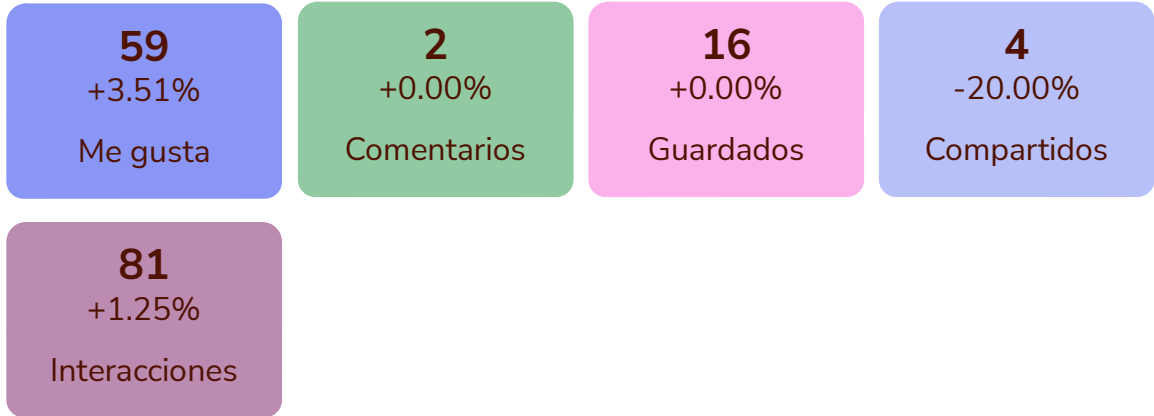 59
+3.51%
Me gusta
2
+0.00%
Comentarios
16
+0.00%
Guardados
4
-20.00%
Compartidos
81
+1.25%
Interacciones